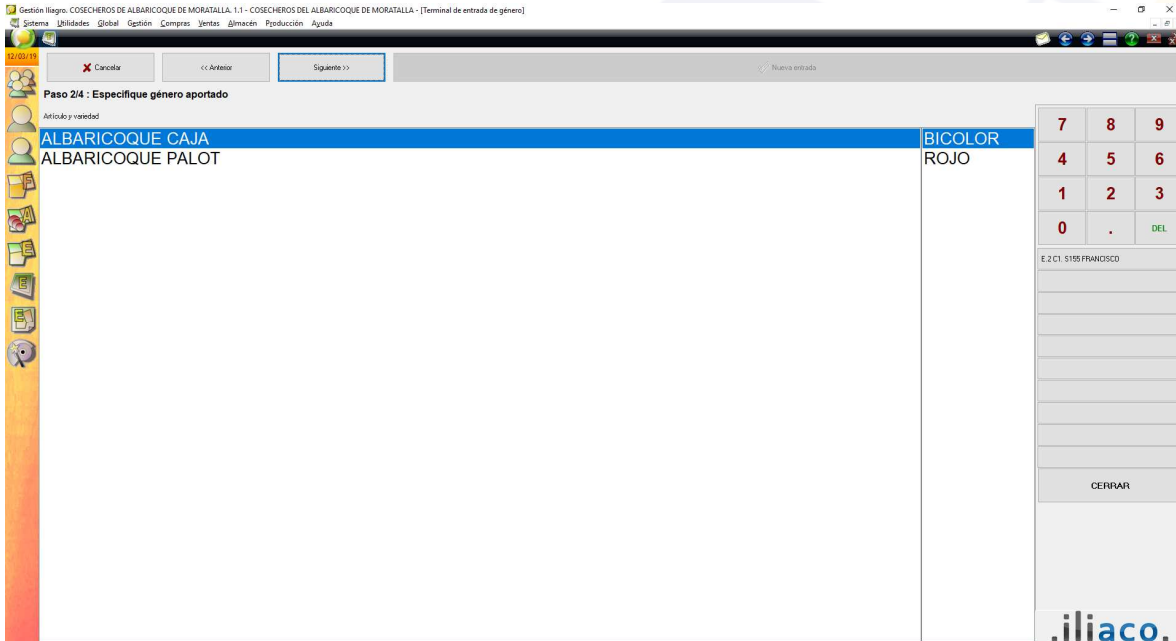 Gestión Iliagro. COSECHEROS DE ALBARICOQUE DE MORATALLA. 1.1 - COSECHEROS DEL ALBARICOQUE DE MORATALLA - [Terminal de entrada de género]
Sistema Utilidades Global Gestión Compras Ventas Almacén Producción Ayuda
12/03/19
Cancelar << Anterior Siguiente >> Nueva entrada
Paso 2/4 : Especifique género aportado
Artículo y variedad
ALBARICOQUE CAJA BICOLOR
ALBARICOQUE PALOT ROJO
7 8 9
4 5 6
1 2 3
0 . DEL
E.2 C1. S155 FRANCISCO
CERRAR
.iliaco.